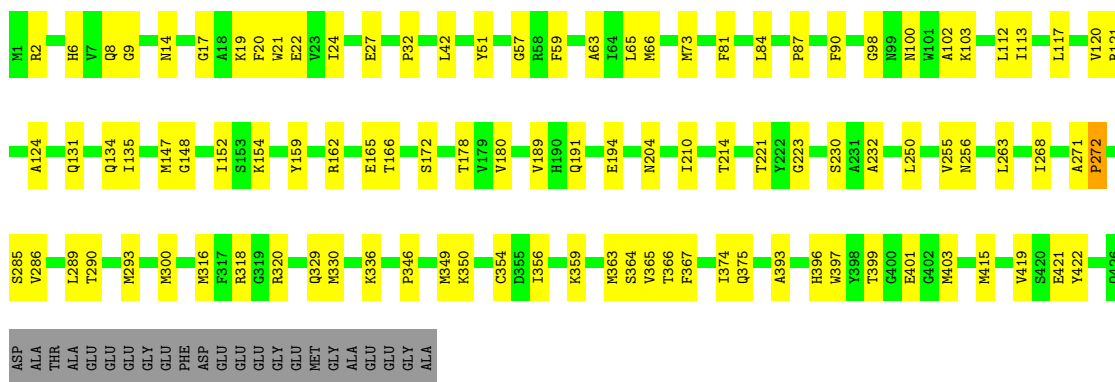 M1 R2 H6 V7 Q8 G9 N14 G17 A18 K19 F20 W21 E22 V23 I24 E27 P32 L42 Y51 G57 R58 F59 A63 I64 L65 M66 M73 F81 L84 P87 F90 G98 N99 N100 W101 A102 K103 L112 I113 L117 V120
A124 Q131 Q134 I135 M147 G148 I152 S153 K154 Y159 R162 E165 T166 S172 T178 V179 V180 V189 H190 Q191 E194 N204 I210 T214 T221 Y222 G223 S230 A231 A232 L250 V255 N256 L263 I268 A271 P272
S285 V286 L289 T290 M293 M300 M316 F317 R318 G319 R320 Q329 M330 K336 P346 M349 K350 C354 D355 I356 K359 M363 S364 V365 T366 F367 I374 Q375 A393 H396 W397 Y398 T399 G400 E401 G402 M403 M415 V419 S420 E421 Y422
ASP ALA THR ALA GLU GLU GLU GLY GLU PHE ASP GLU GLU GLU GLY GLU MET GLY ALA GLU GLU GLY ALA